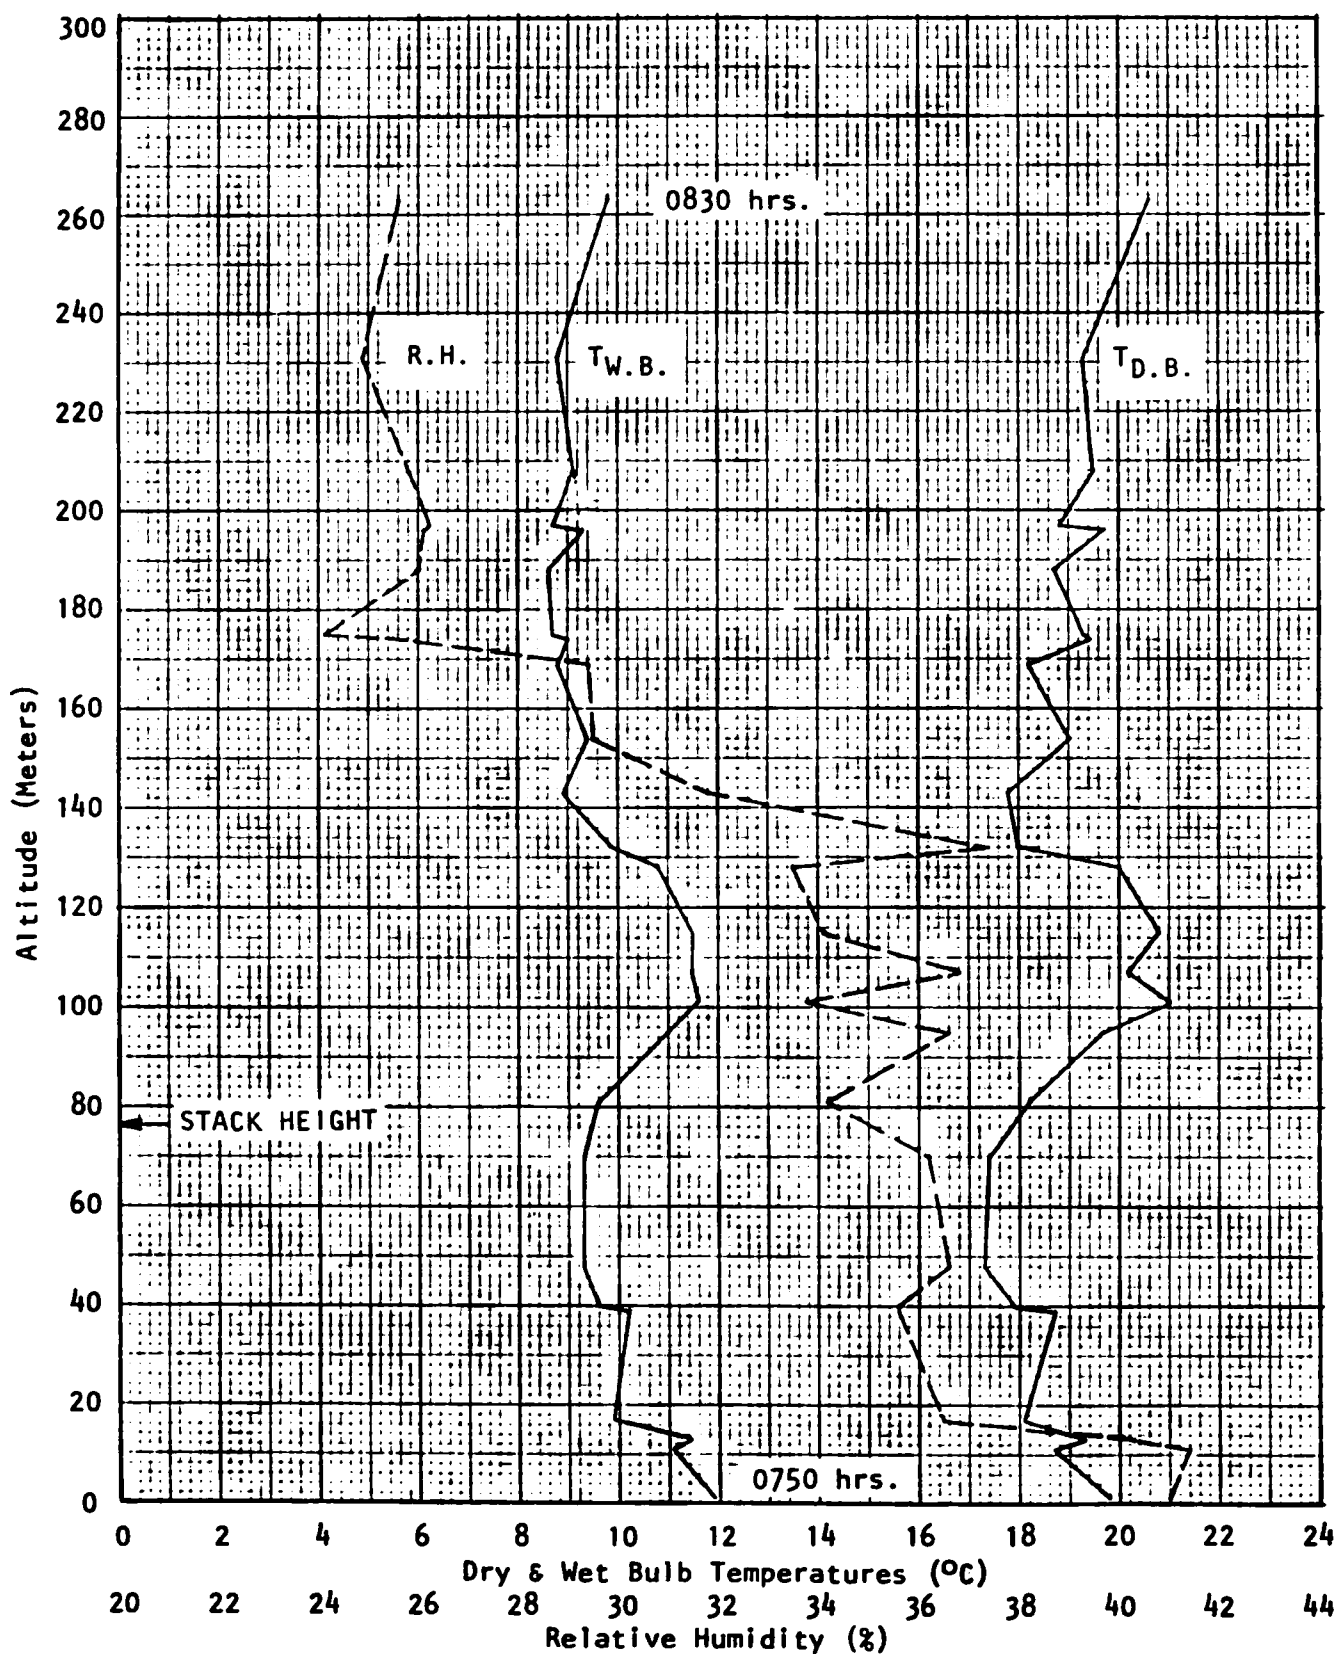 300
280
0830 hrs.
260
240
R.H.
T W.B.
T D.B.
220
200
180
160
Altitude (Meters)
140
120
100
80
STACK HEIGHT
60
40
20
0750 hrs.
0
0 2 4 6 8 10 12 14 16 18 20 22 24
Dry & Wet Bulb Temperatures (°C)
20 22 24 26 28 30 32 34 36 38 40 42 44
Relative Humidity (%)